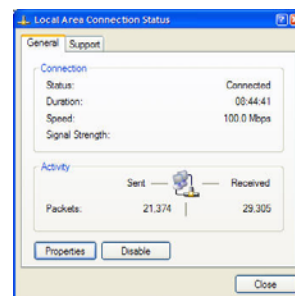 Local Area Connection Status
General Support
Connection
Status: Connected
Duration: 08:44:41
Speed: 100.0 Mbps
Signal Strength:
Activity
Sent Received
Packets: 21,374 29,305
Properties Disable
Close